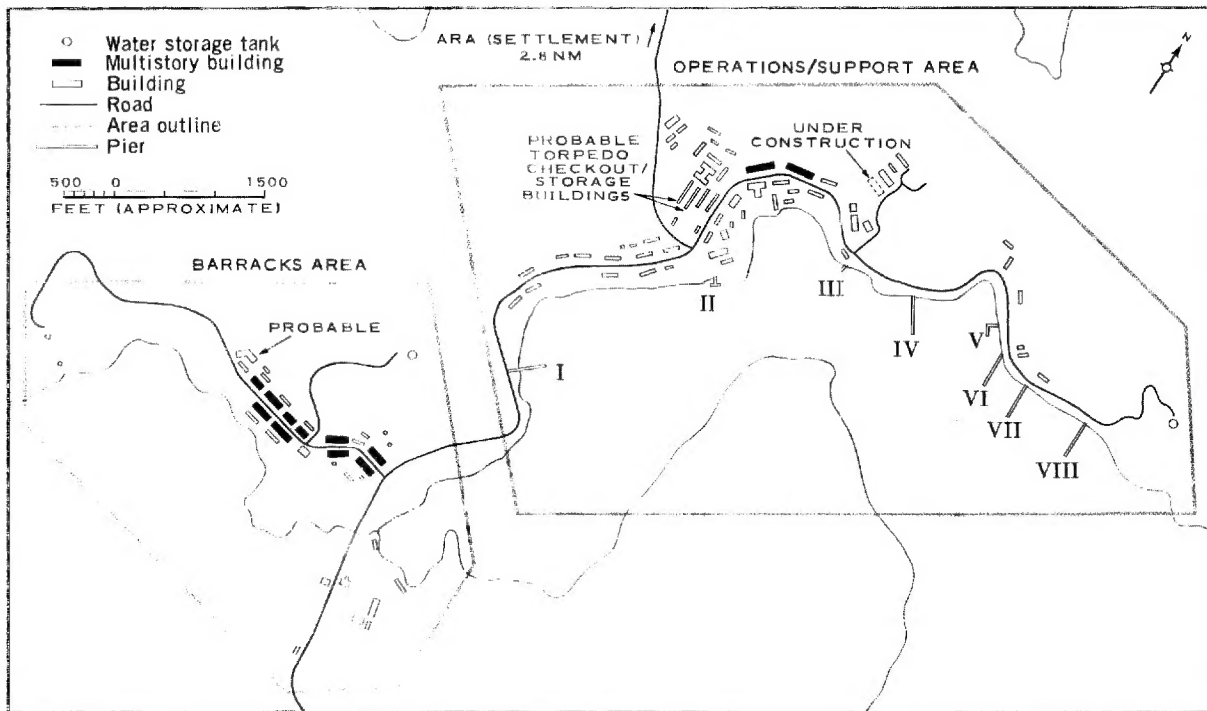 Water storage tank
Multistory building
Building
Road
Area outline
Pier
500 0 1500
FEET (APPROXIMATE)
ARA (SETTLEMENT)
2.8 NM
N
OPERATIONS/SUPPORT AREA
PROBABLE
TORPEDO
CHECKOUT/
STORAGE
BUILDINGS
UNDER
CONSTRUCTION
BARRACKS AREA
PROBABLE
I
II
III
IV
V
VI
VII
VIII